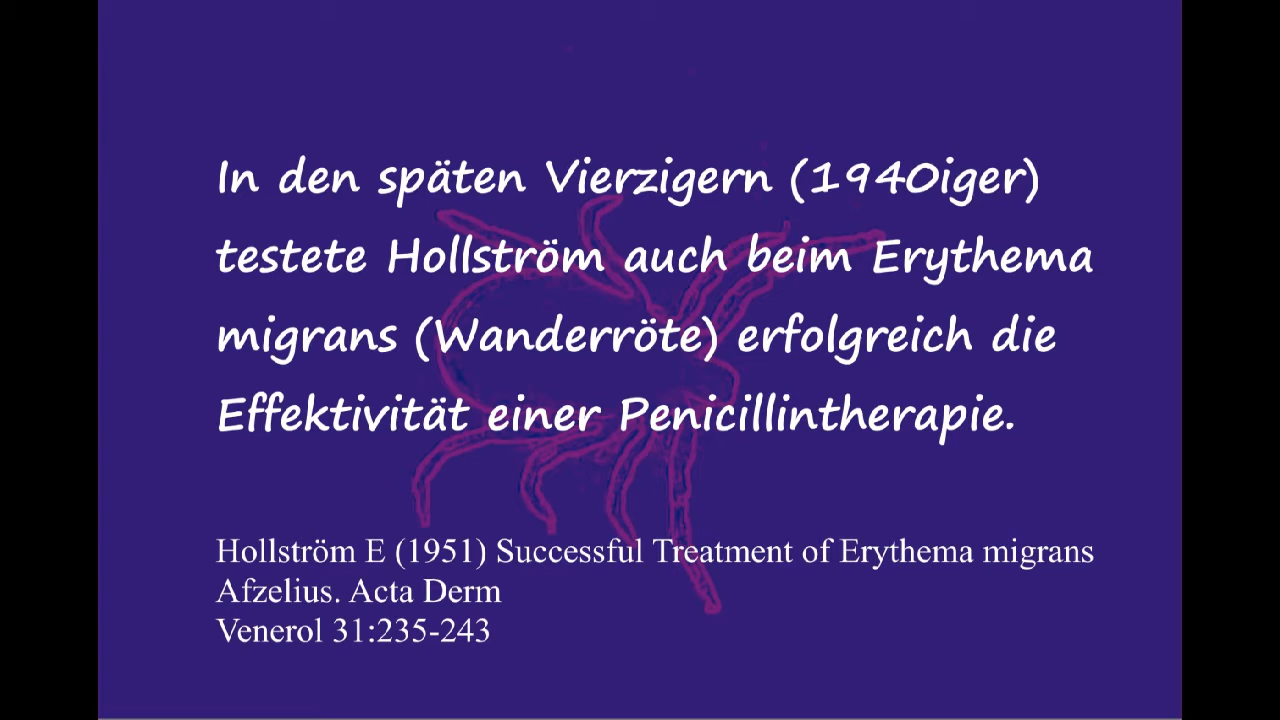 In den späten Vierzigern (1940iger)
testete Hollström auch beim Erythema
migrans (Wanderröte) erfolgreich die
Effektivität einer Penicillintherapie.
Hollström E (1951) Successful Treatment of Erythema migrans
Afzelius. Acta Derm
Venerol 31:235-243